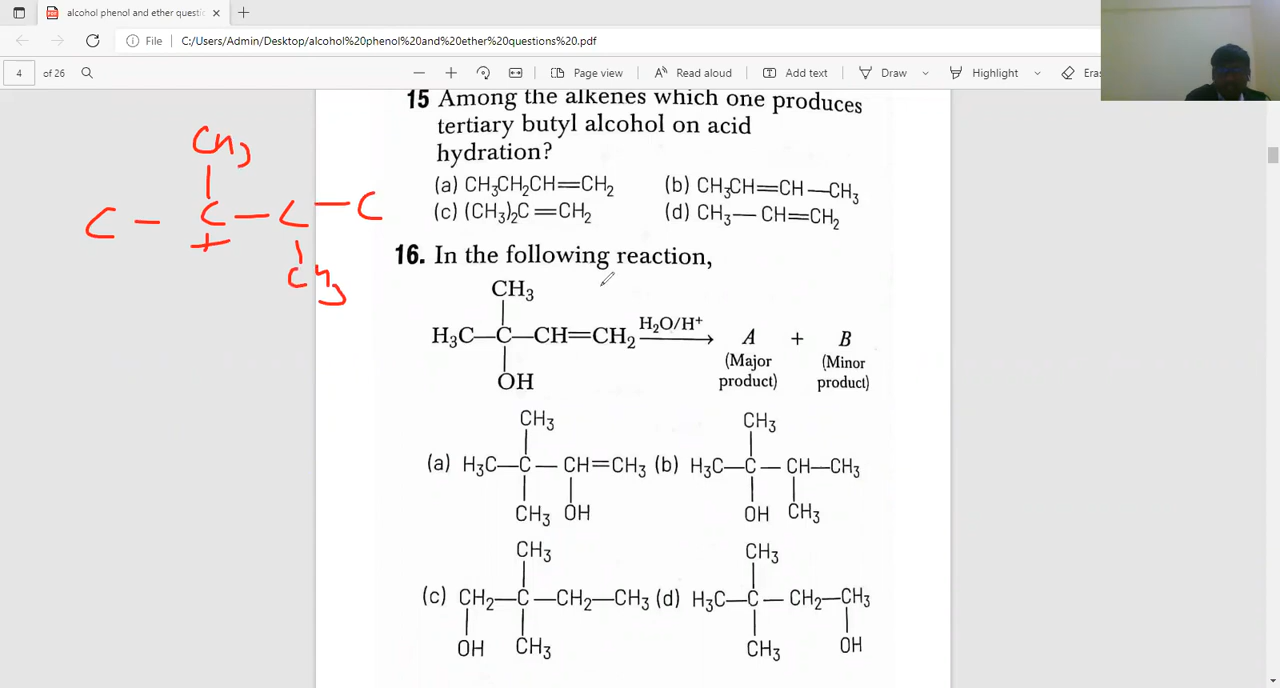 alcohol phenol and ether questi
File C:/Users/Admin/Desktop/alcohol%20phenol%20and%20ether%20questions%20.pdf
4 of 26 Page view Read aloud Add text Draw Highlight Eras
15 Among the alkenes which one produces
tertiary butyl alcohol on acid
hydration?
(a) CH₃CH₂CH=CH₂ (b) CH₃CH=CH—CH₃
(c) (CH₃)₂C=CH₂ (d) CH₃—CH=CH₂
16. In the following reaction,
CH₃
H₃C—C—CH=CH₂ H₂O/H⁺ A + B
(Major (Minor
product) product)
OH
CH₃ CH₃
(a) H₃C—C—CH=CH₃ (b) H₃C—C—CH—CH₃
CH₃ OH OH CH₃
CH₃ CH₃
(c) CH₂—C—CH₂—CH₃ (d) H₃C—C—CH₂—CH₃
OH CH₃ CH₃ OH
CH₃
C — C — C — C
+
CH₃